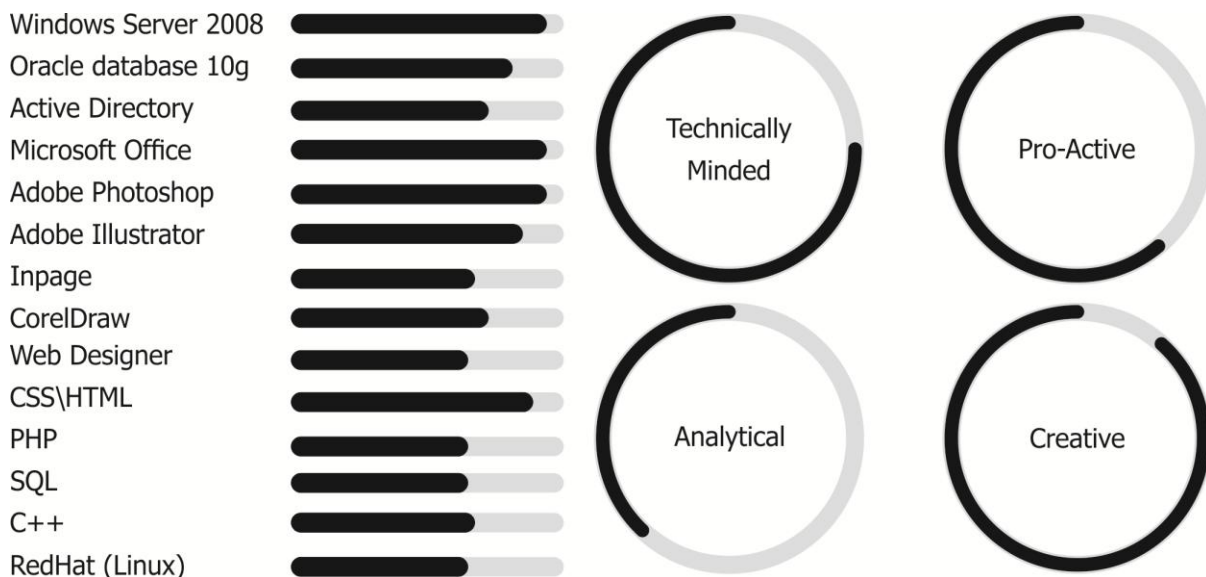 Windows Server 2008
Oracle database 10g
Active Directory
Microsoft Office
Adobe Photoshop
Adobe Illustrator
Inpage
CorelDraw
Web Designer
CSS\HTML
PHP
SQL
C++
RedHat (Linux)
Technically
Minded
Pro-Active
Analytical
Creative